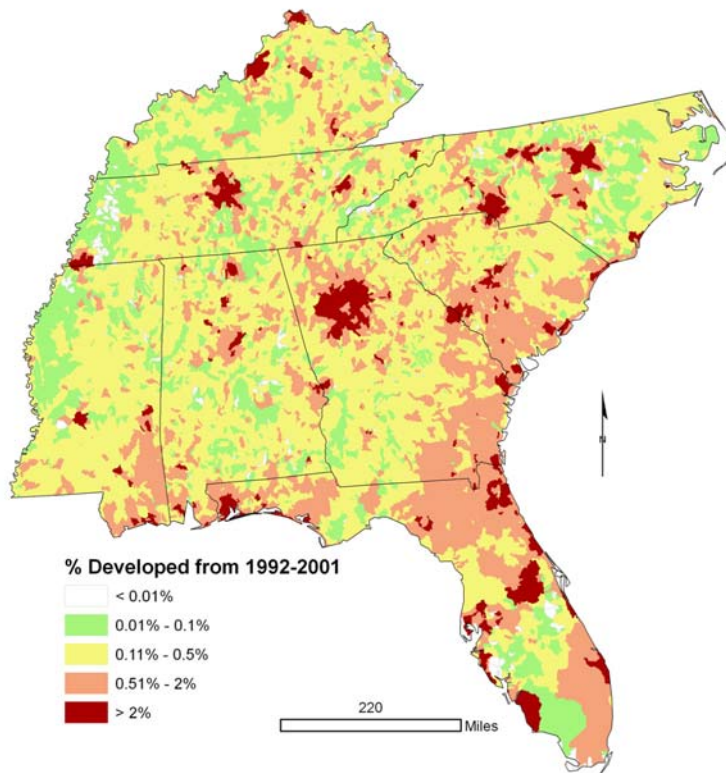 N
% Developed from 1992-2001
< 0.01%
0.01% - 0.1%
0.11% - 0.5%
0.51% - 2%
> 2%
220
Miles